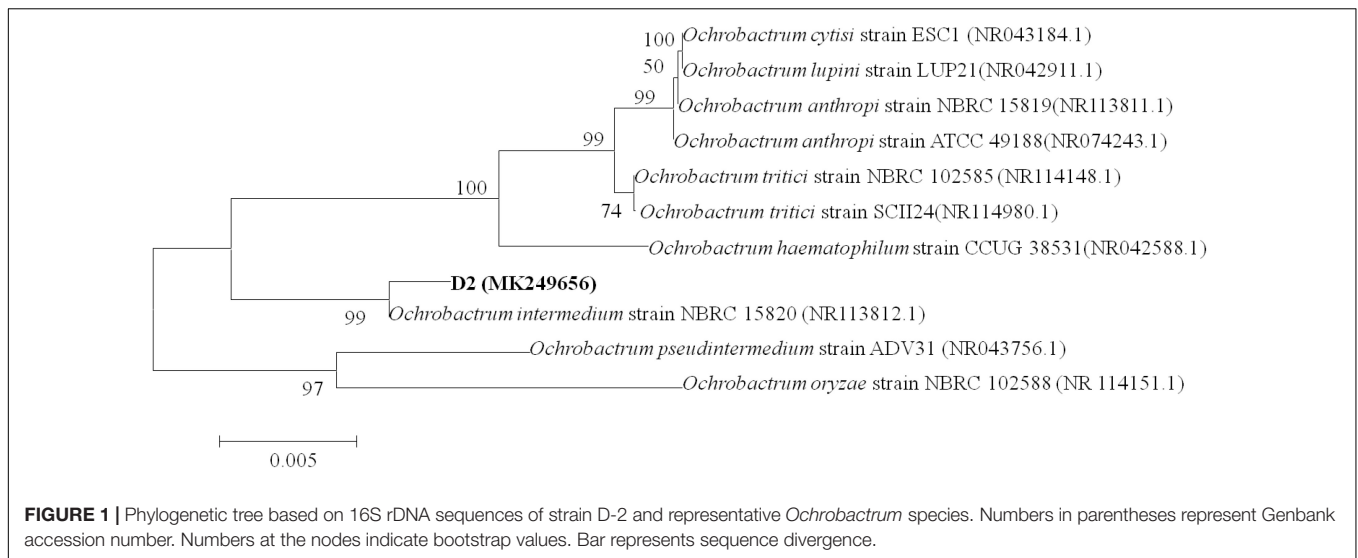 100 Ochrobactrum cytisi strain ESC1 (NR043184.1)
50 Ochrobactrum lupini strain LUP21(NR042911.1)
99 Ochrobactrum anthropi strain NBRC 15819(NR113811.1)
99 Ochrobactrum anthropi strain ATCC 49188(NR074243.1)
Ochrobactrum tritici strain NBRC 102585 (NR114148.1)
100
74 Ochrobactrum tritici strain SCII24(NR114980.1)
Ochrobactrum haematophilum strain CCUG 38531(NR042588.1)
D2 (MK249656)
99 Ochrobactrum intermedium strain NBRC 15820 (NR113812.1)
Ochrobactrum pseudintermedium strain ADV31 (NR043756.1)
97 Ochrobactrum oryzae strain NBRC 102588 (NR 114151.1)
0.005
FIGURE 1 | Phylogenetic tree based on 16S rDNA sequences of strain D-2 and representative Ochrobactrum species. Numbers in parentheses represent Genbank
accession number. Numbers at the nodes indicate bootstrap values. Bar represents sequence divergence.